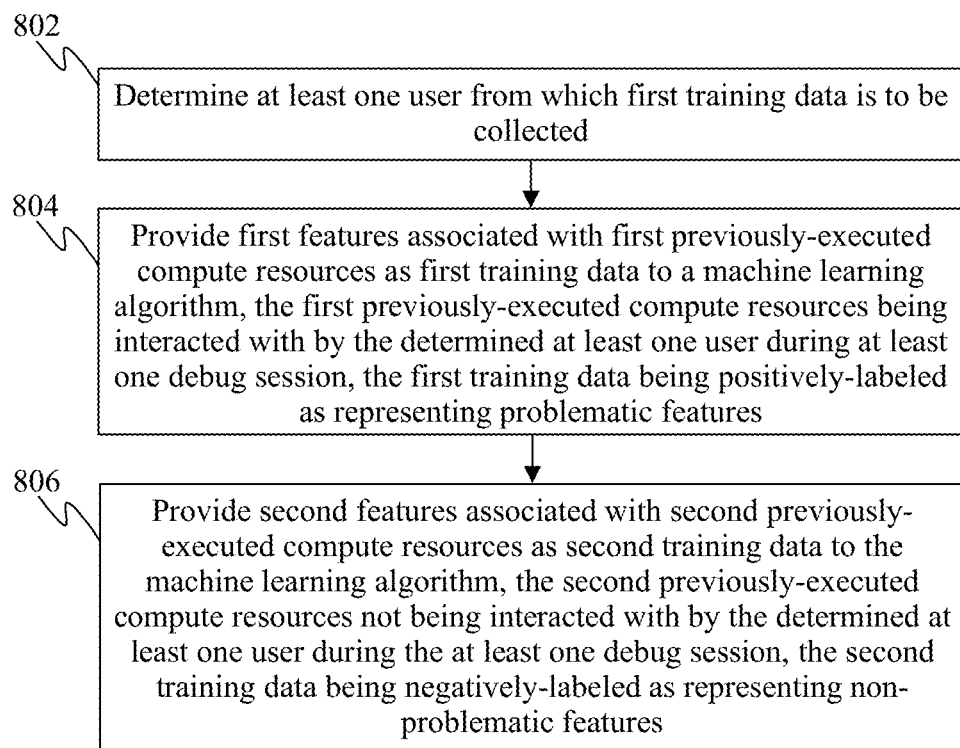 802
Determine at least one user from which first training data is to be
collected
804
Provide first features associated with first previously-executed
compute resources as first training data to a machine learning
algorithm, the first previously-executed compute resources being
interacted with by the determined at least one user during at least
one debug session, the first training data being positively-labeled
as representing problematic features
806
Provide second features associated with second previously-
executed compute resources as second training data to the
machine learning algorithm, the second previously-executed
compute resources not being interacted with by the determined at
least one user during the at least one debug session, the second
training data being negatively-labeled as representing non-
problematic features